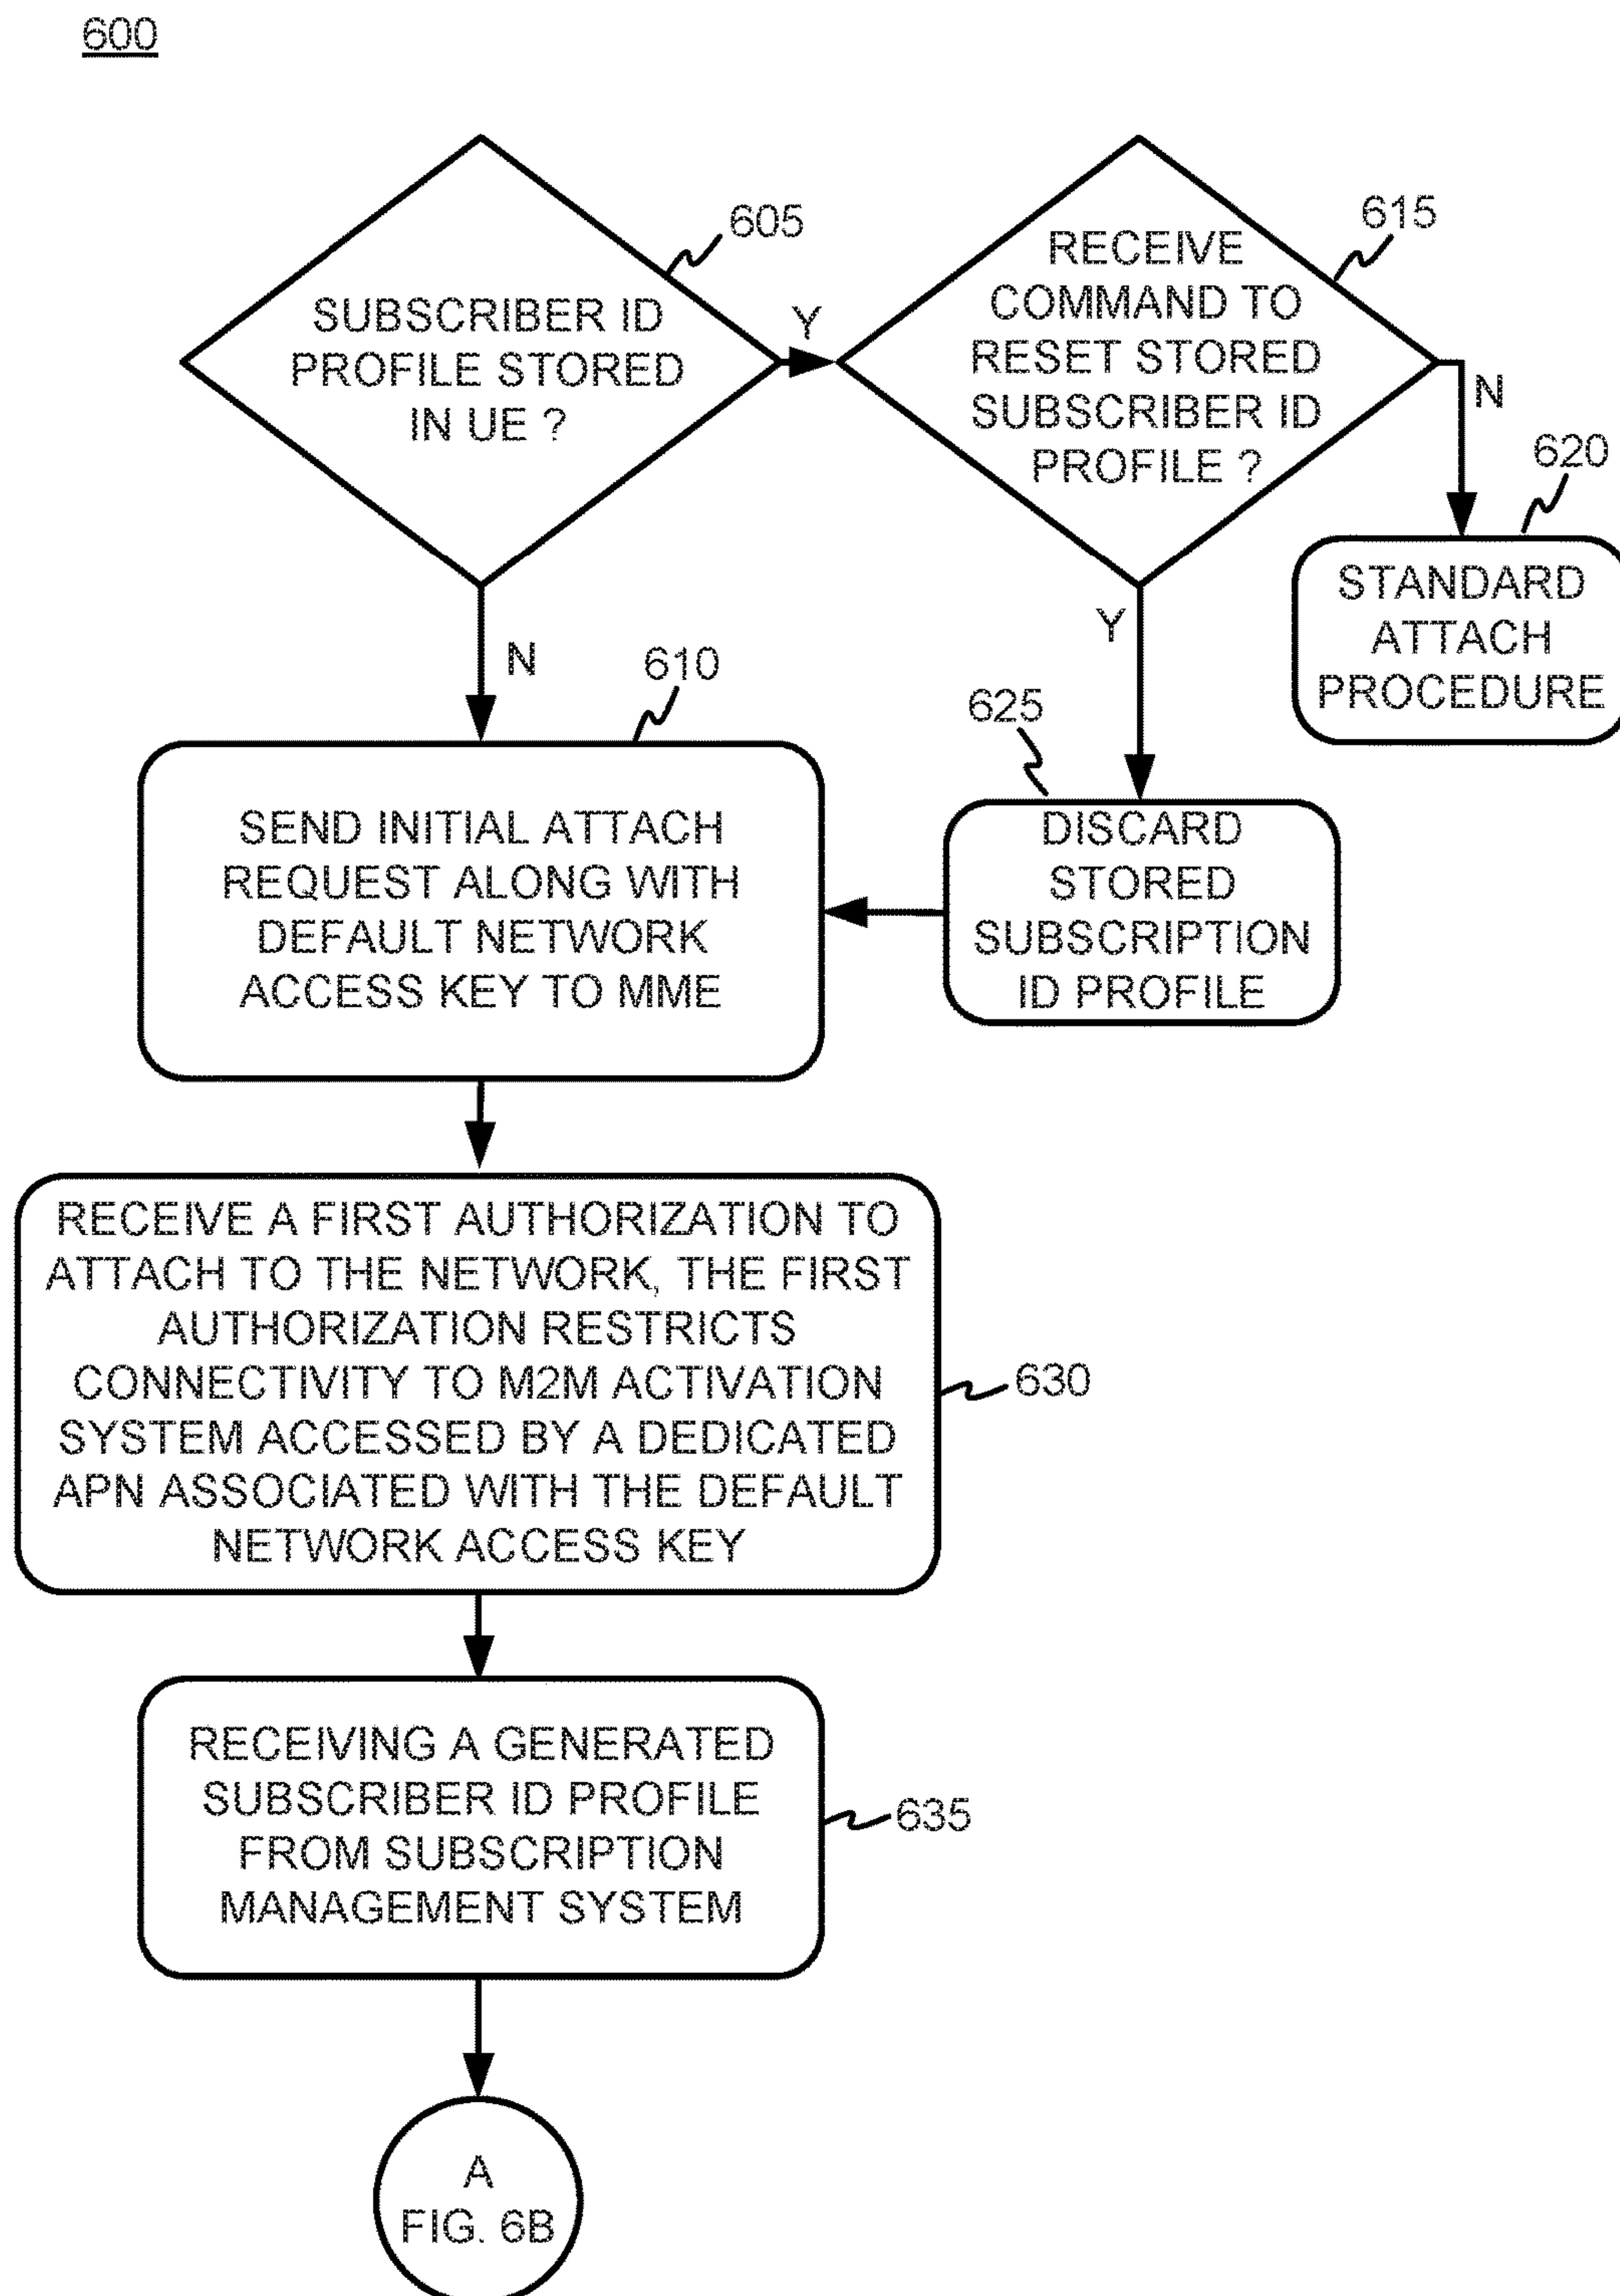 600
605
SUBSCRIBER ID
PROFILE STORED
IN UE ?
Y
615
RECEIVE
COMMAND TO
RESET STORED
SUBSCRIBER ID
PROFILE ?
N
620
STANDARD
ATTACH
PROCEDURE
Y
625
DISCARD
STORED
SUBSCRIPTION
ID PROFILE
N
610
SEND INITIAL ATTACH
REQUEST ALONG WITH
DEFAULT NETWORK
ACCESS KEY TO MME
RECEIVE A FIRST AUTHORIZATION TO
ATTACH TO THE NETWORK, THE FIRST
AUTHORIZATION RESTRICTS
CONNECTIVITY TO M2M ACTIVATION
SYSTEM ACCESSED BY A DEDICATED
APN ASSOCIATED WITH THE DEFAULT
NETWORK ACCESS KEY
630
RECEIVING A GENERATED
SUBSCRIBER ID PROFILE
FROM SUBSCRIPTION
MANAGEMENT SYSTEM
635
A
FIG. 6B